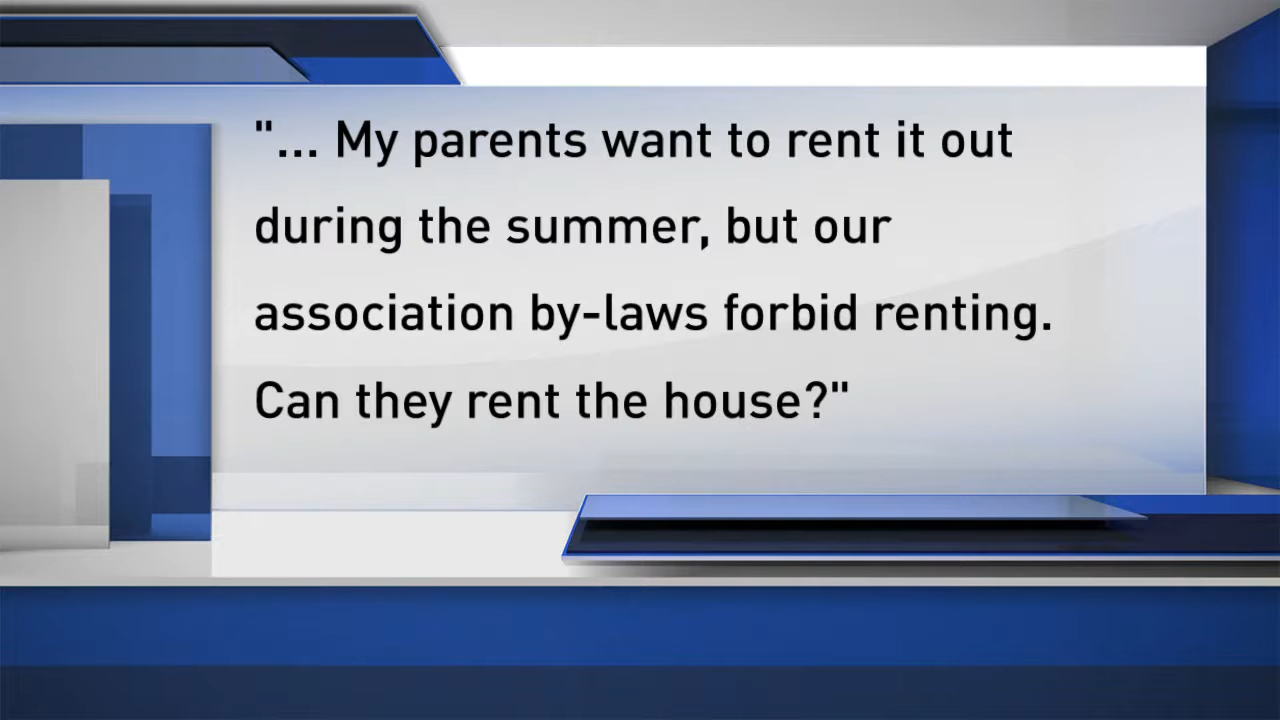 "... My parents want to rent it out
during the summer, but our
association by-laws forbid renting.
Can they rent the house?"